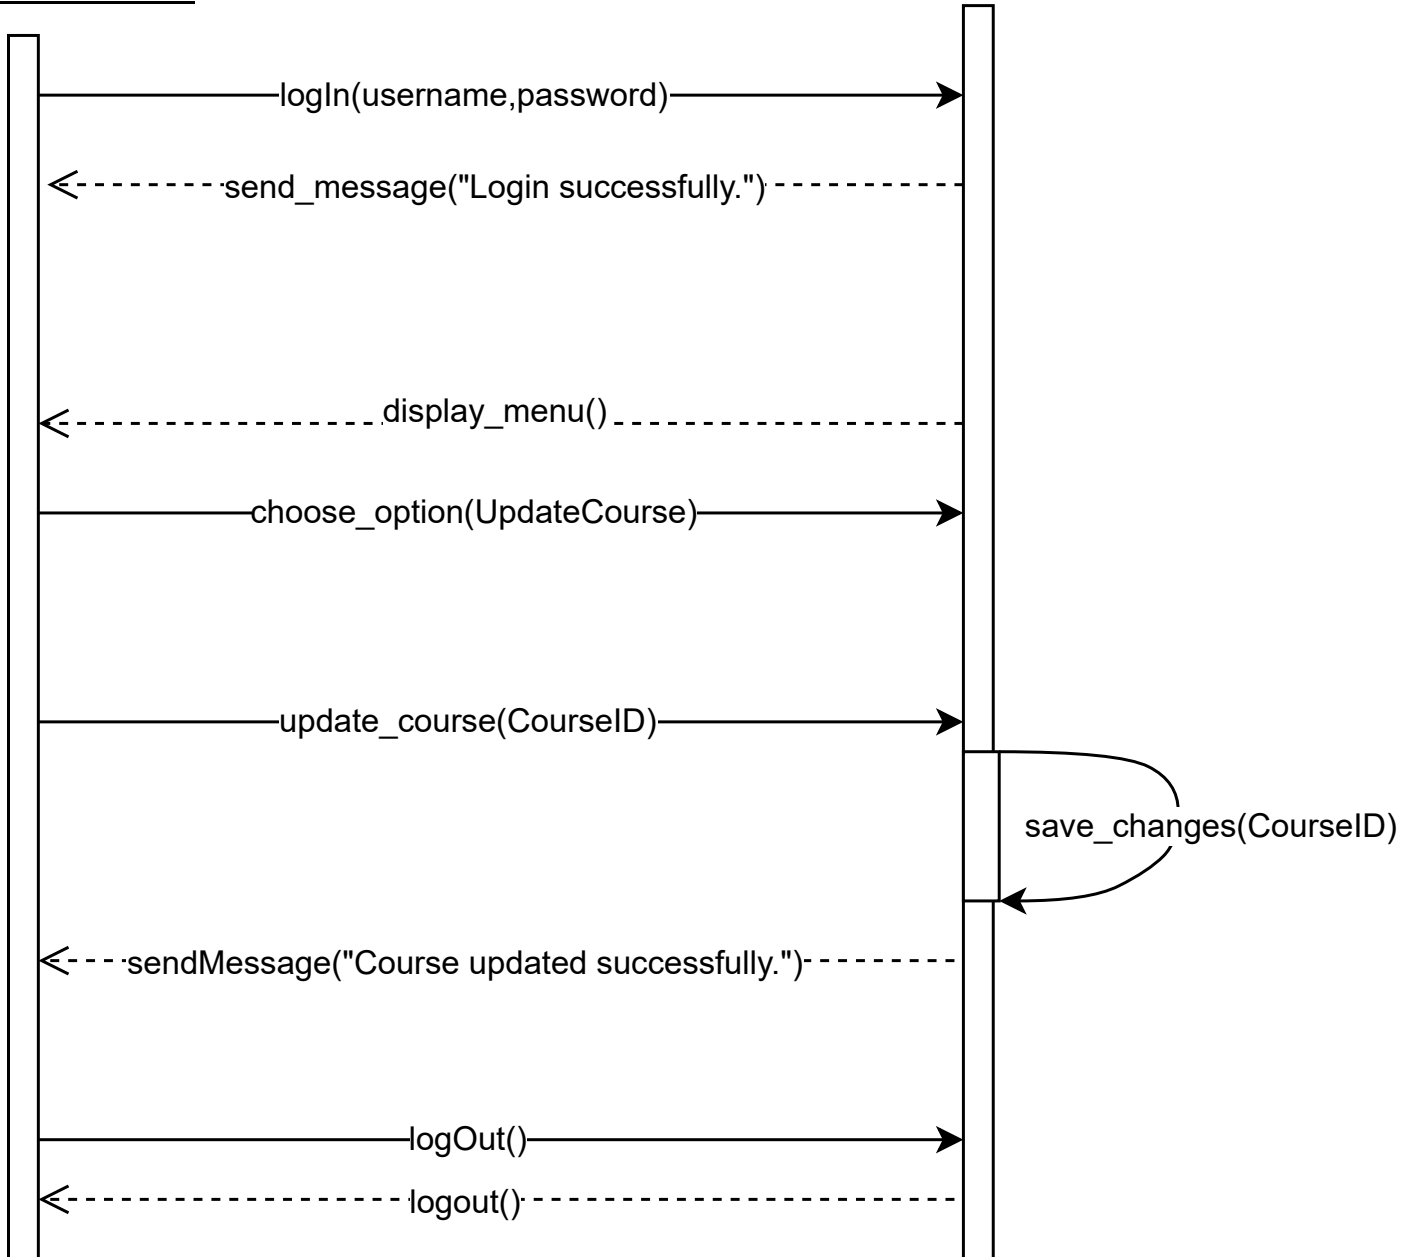 logIn(username,password)
send_message("Login successfully.")
display_menu()
choose_option(UpdateCourse)
update_course(CourseID)
save_changes(CourseID)
sendMessage("Course updated successfully.")
logOut()
logout()